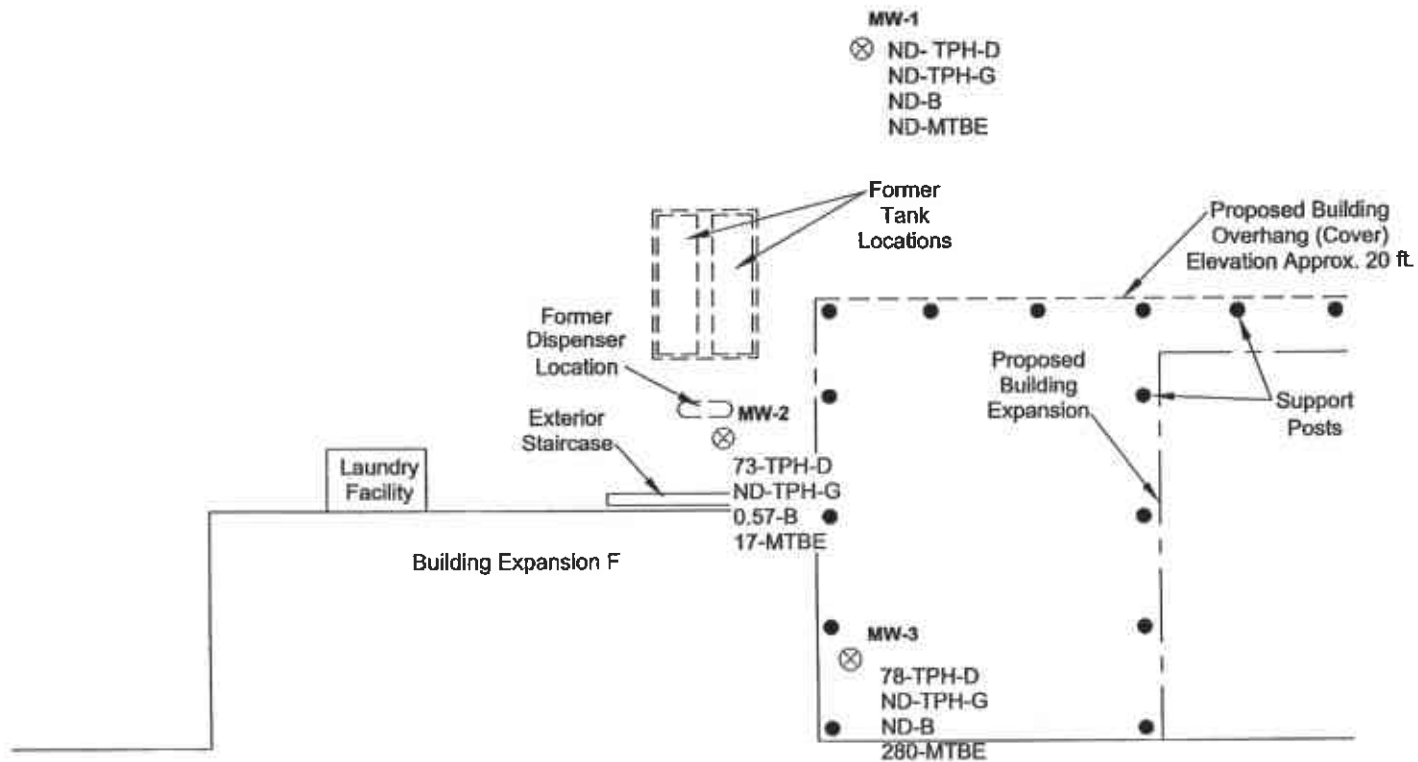 MW-1
ND- TPH-D
ND-TPH-G
ND-B
ND-MTBE
Former
Tank
Locations
Proposed Building
Overhang (Cover)
Elevation Approx. 20 ft.
Former
Dispenser
Location
Proposed
Building
Expansion
Support
Posts
MW-2
Exterior
Staircase
73-TPH-D
ND-TPH-G
0.57-B
17-MTBE
Laundry
Facility
Building Expansion F
MW-3
78-TPH-D
ND-TPH-G
ND-B
280-MTBE